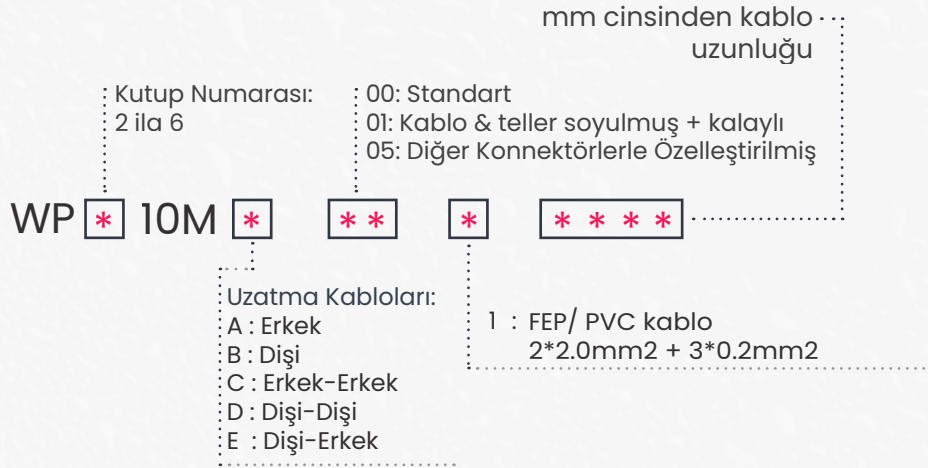 mm cinsinden kablo
uzunluğu
Kutup Numarası:
2 ila 6
00: Standart
01: Kablo & teller soyulmuş + kalaylı
05: Diğer Konnektörlerle Özelleştirilmiş
WP * 10M * ** * ****
Uzatma Kabloları:
A : Erkek
B : Dişi
C : Erkek-Erkek
D : Dişi-Dişi
E : Dişi-Erkek
1 : FEP/ PVC kablo
2*2.0mm2 + 3*0.2mm2